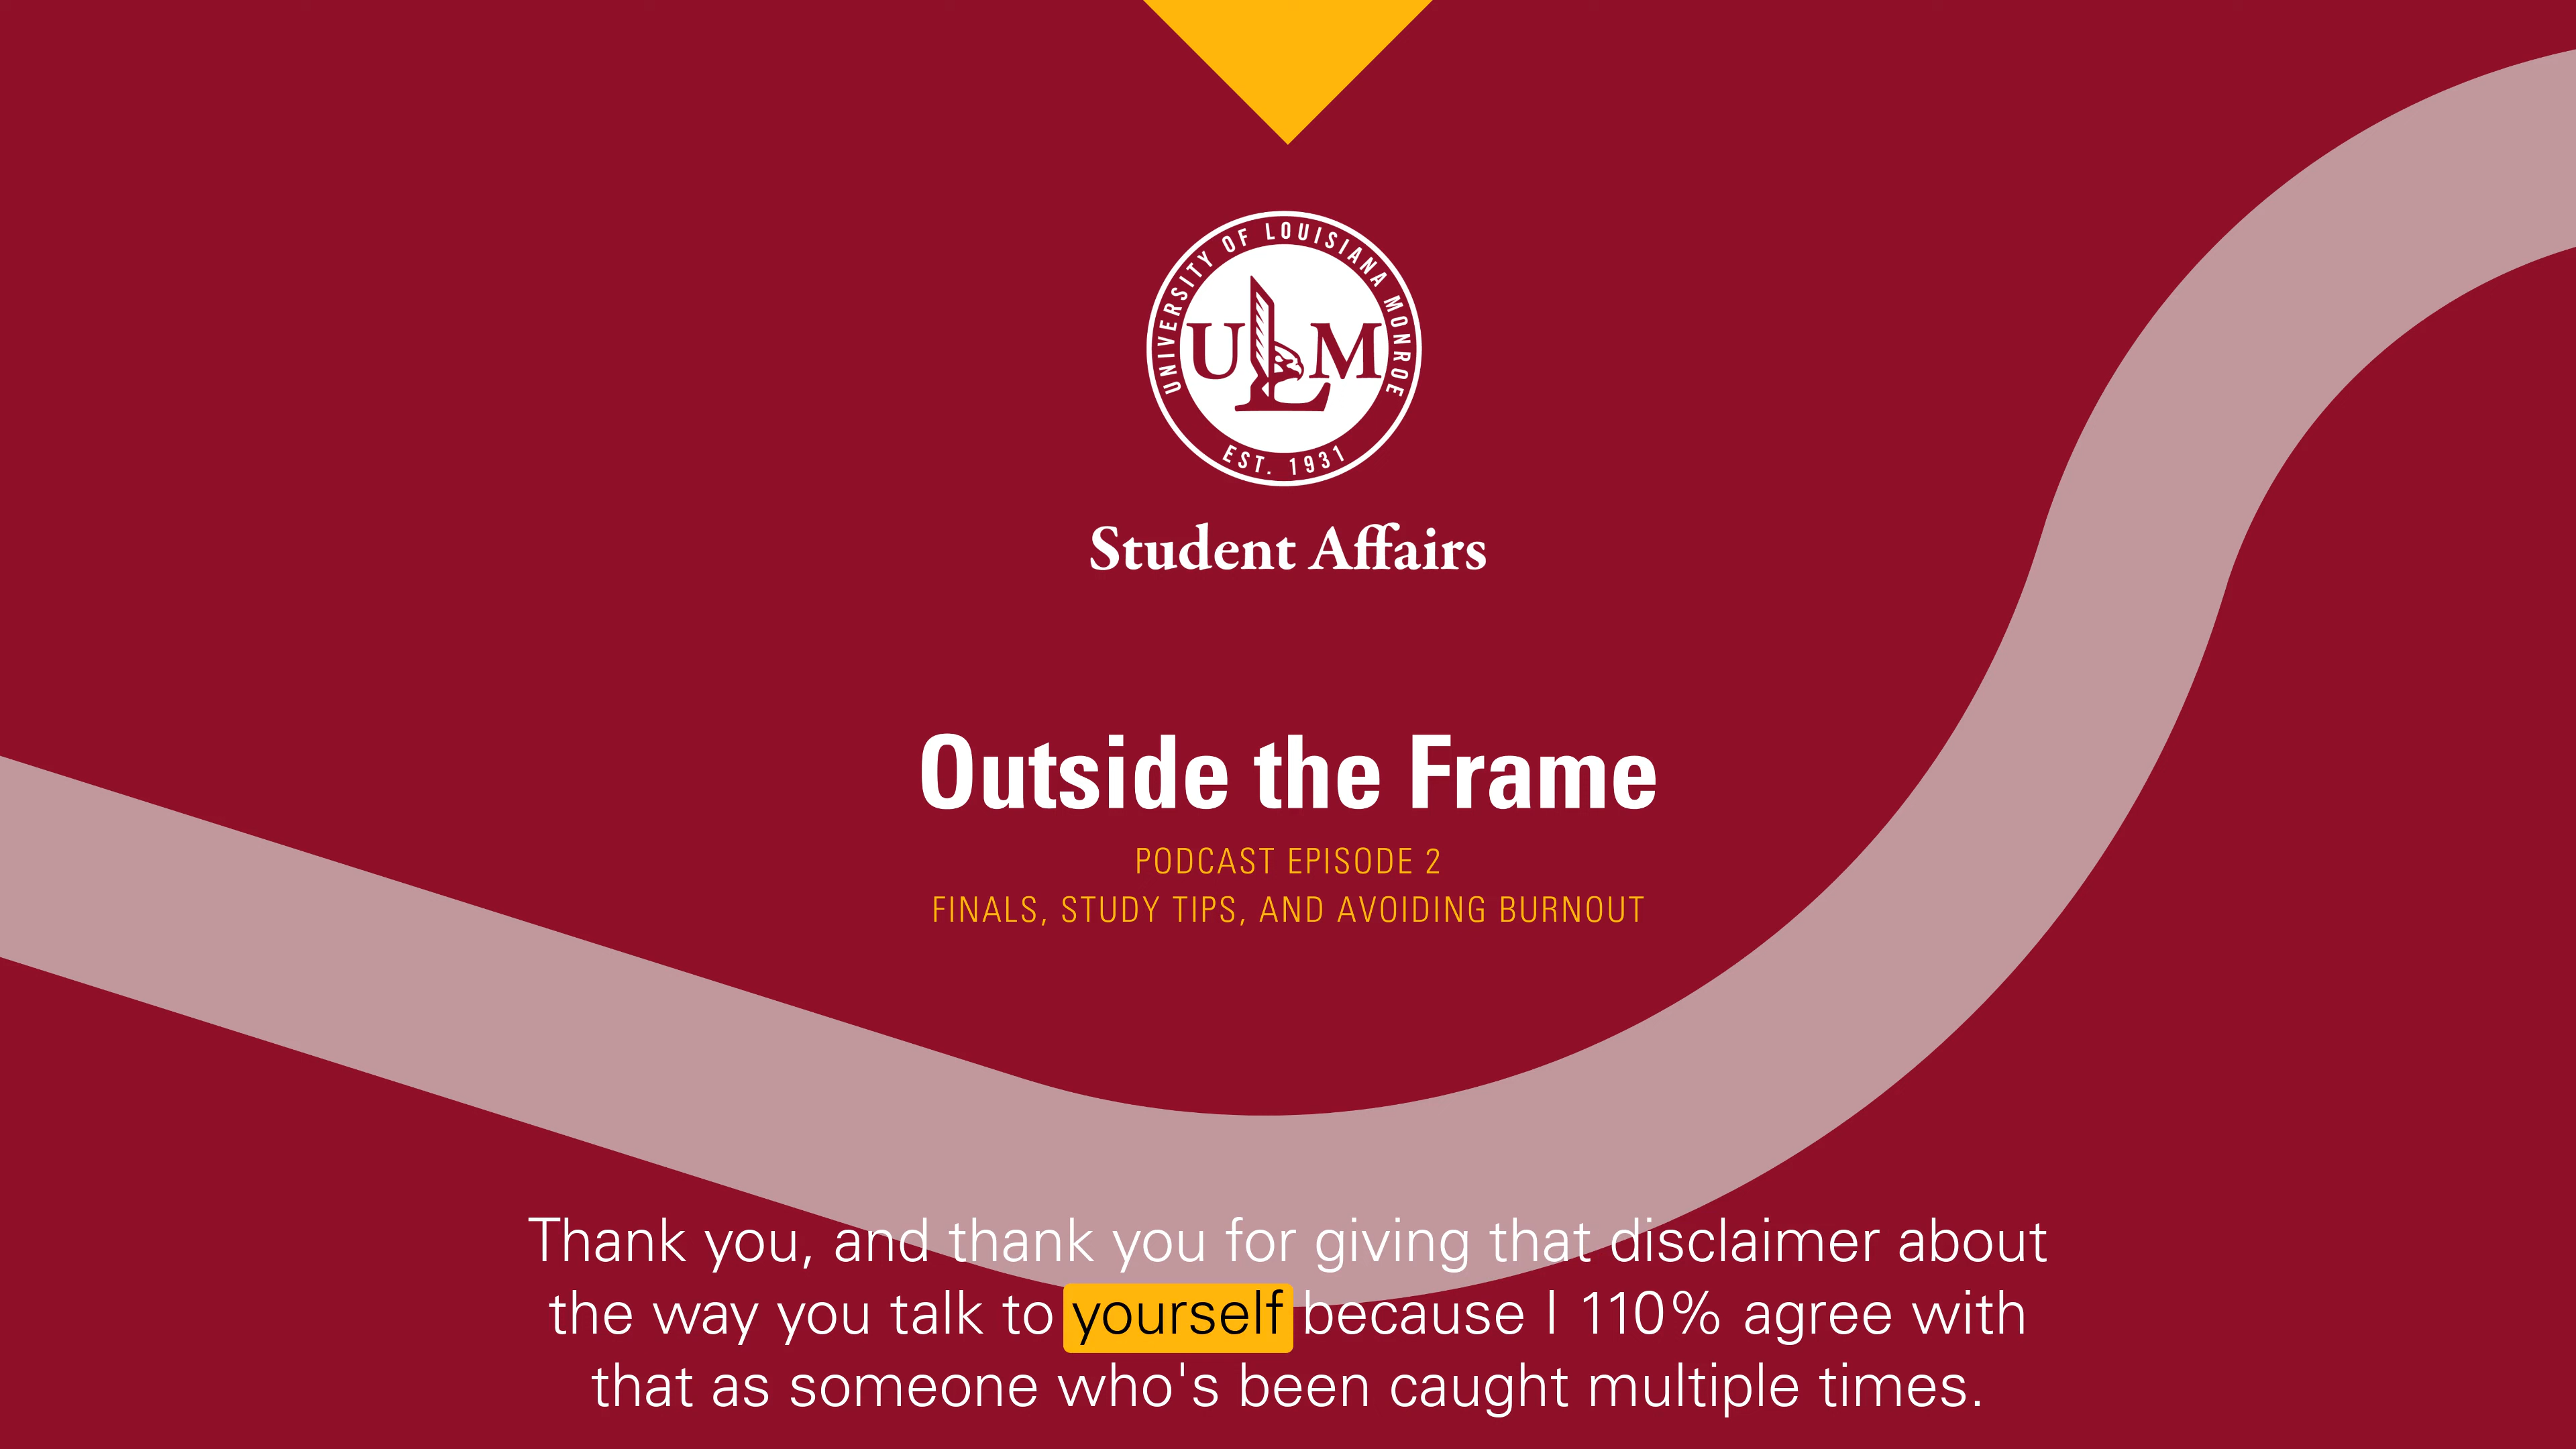 UNIVERSITY OF LOUISIANA MONROE
ULM
EST. 1931
Student Affairs
Outside the Frame
PODCAST EPISODE 2
FINALS, STUDY TIPS, AND AVOIDING BURNOUT
Thank you, and thank you for giving that disclaimer about
the way you talk to yourself because I 110% agree with
that as someone who's been caught multiple times.